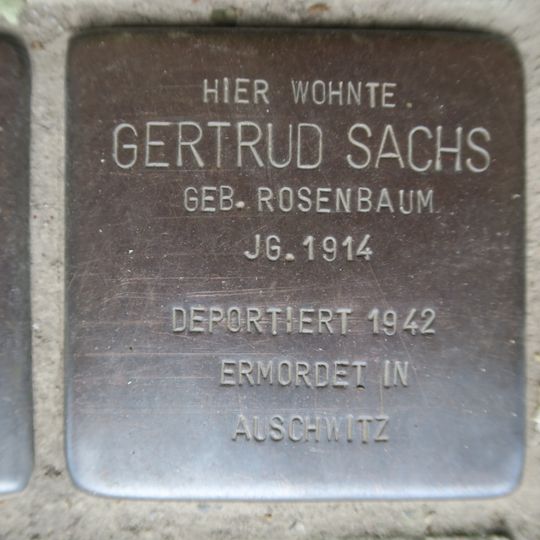 HIER WOHNTE
GERTRUD SACHS
GEB. ROSENBAUM
JG. 1914
DEPORTIERT 1942
ERMORDET IN
AUSCHWITZ